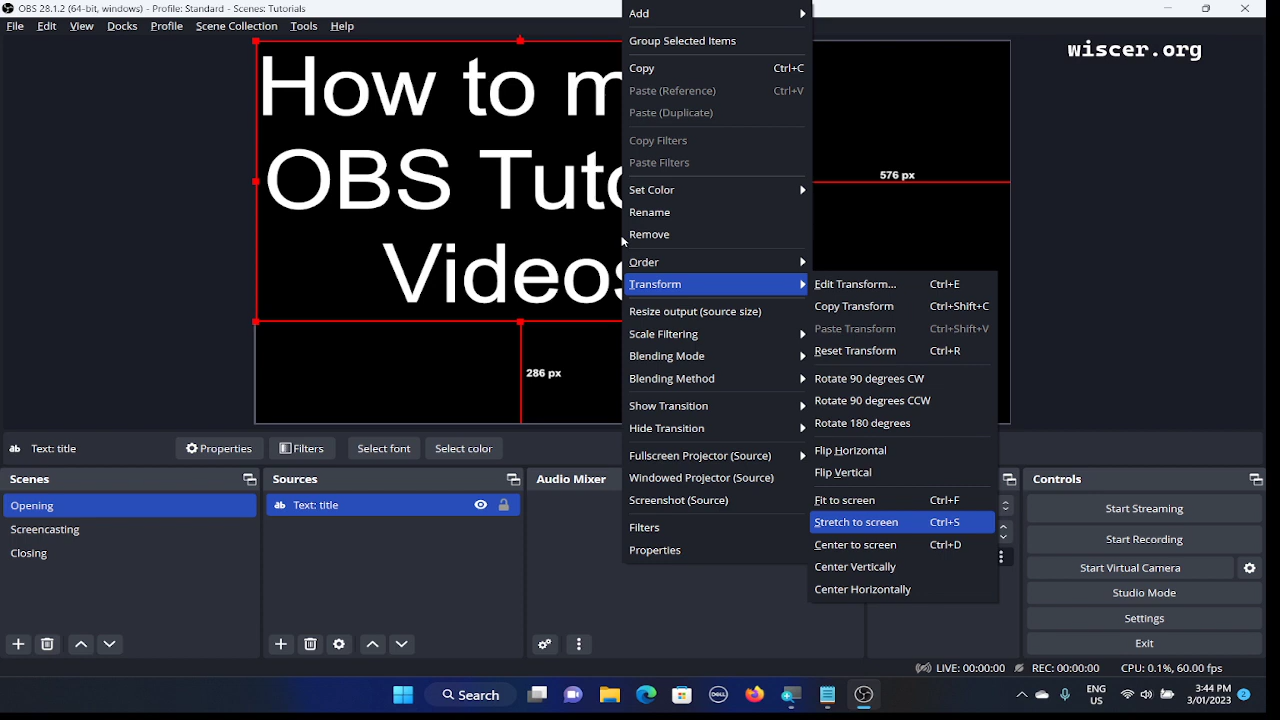 OBS 28.1.2 (64-bit, windows) - Profile: Standard - Scenes: Tutorials
File Edit View Docks Profile Scene Collection Tools Help
wiscer.org
How to m
OBS Tuto
Videos
576 px
286 px
Add
Group Selected Items
Copy Ctrl+C
Paste (Reference) Ctrl+V
Paste (Duplicate)
Copy Filters
Paste Filters
Set Color
Rename
Remove
Order
Transform
Resize output (source size)
Scale Filtering
Blending Mode
Blending Method
Show Transition
Hide Transition
Fullscreen Projector (Source)
Windowed Projector (Source)
Screenshot (Source)
Filters
Properties
Edit Transform... Ctrl+E
Copy Transform Ctrl+Shift+C
Paste Transform Ctrl+Shift+V
Reset Transform Ctrl+R
Rotate 90 degrees CW
Rotate 90 degrees CCW
Rotate 180 degrees
Flip Horizontal
Flip Vertical
Fit to screen Ctrl+F
Stretch to screen Ctrl+S
Center to screen Ctrl+D
Center Vertically
Center Horizontally
ab Text: title Properties Filters Select font Select color
Scenes
Opening
Screencasting
Closing
Sources
ab Text: title
Audio Mixer
Controls
Start Streaming
Start Recording
Start Virtual Camera
Studio Mode
Settings
Exit
LIVE: 00:00:00 REC: 00:00:00 CPU: 0.1%, 60.00 fps
Search
DELL
ENG
US
3:44 PM
3/01/2023
2